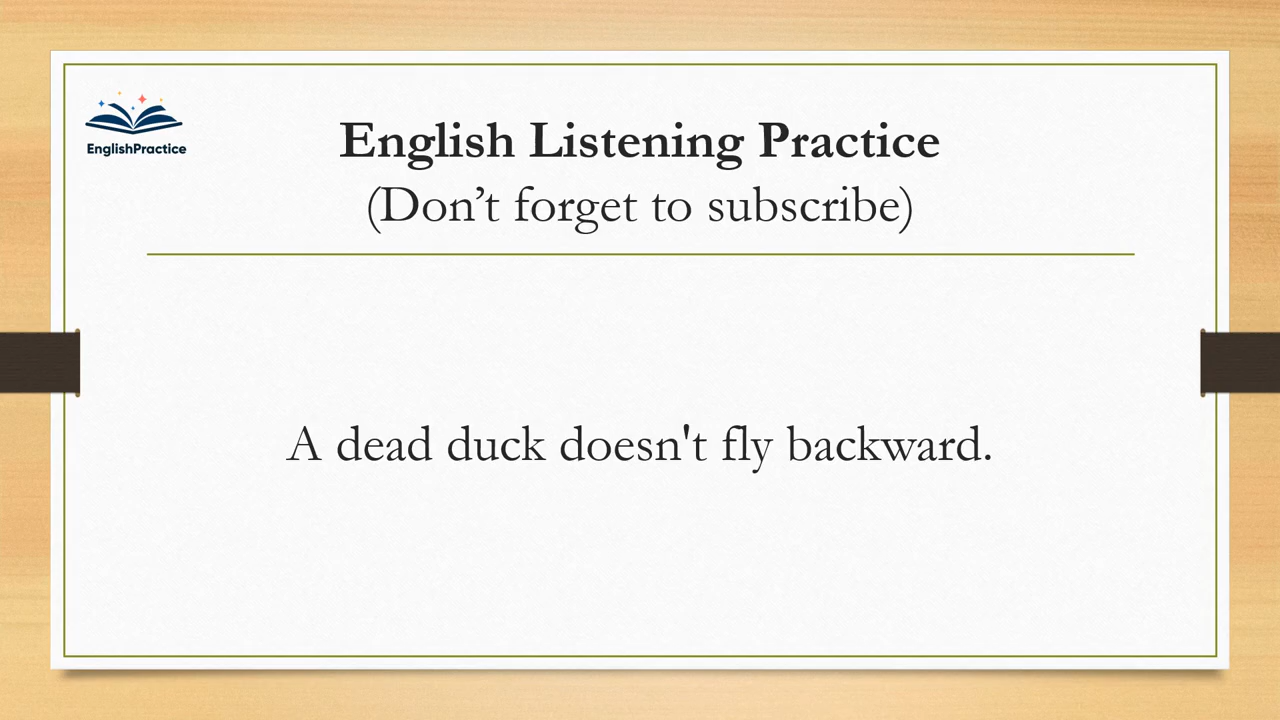 EnglishPractice
English Listening Practice
(Don’t forget to subscribe)
A dead duck doesn't fly backward.